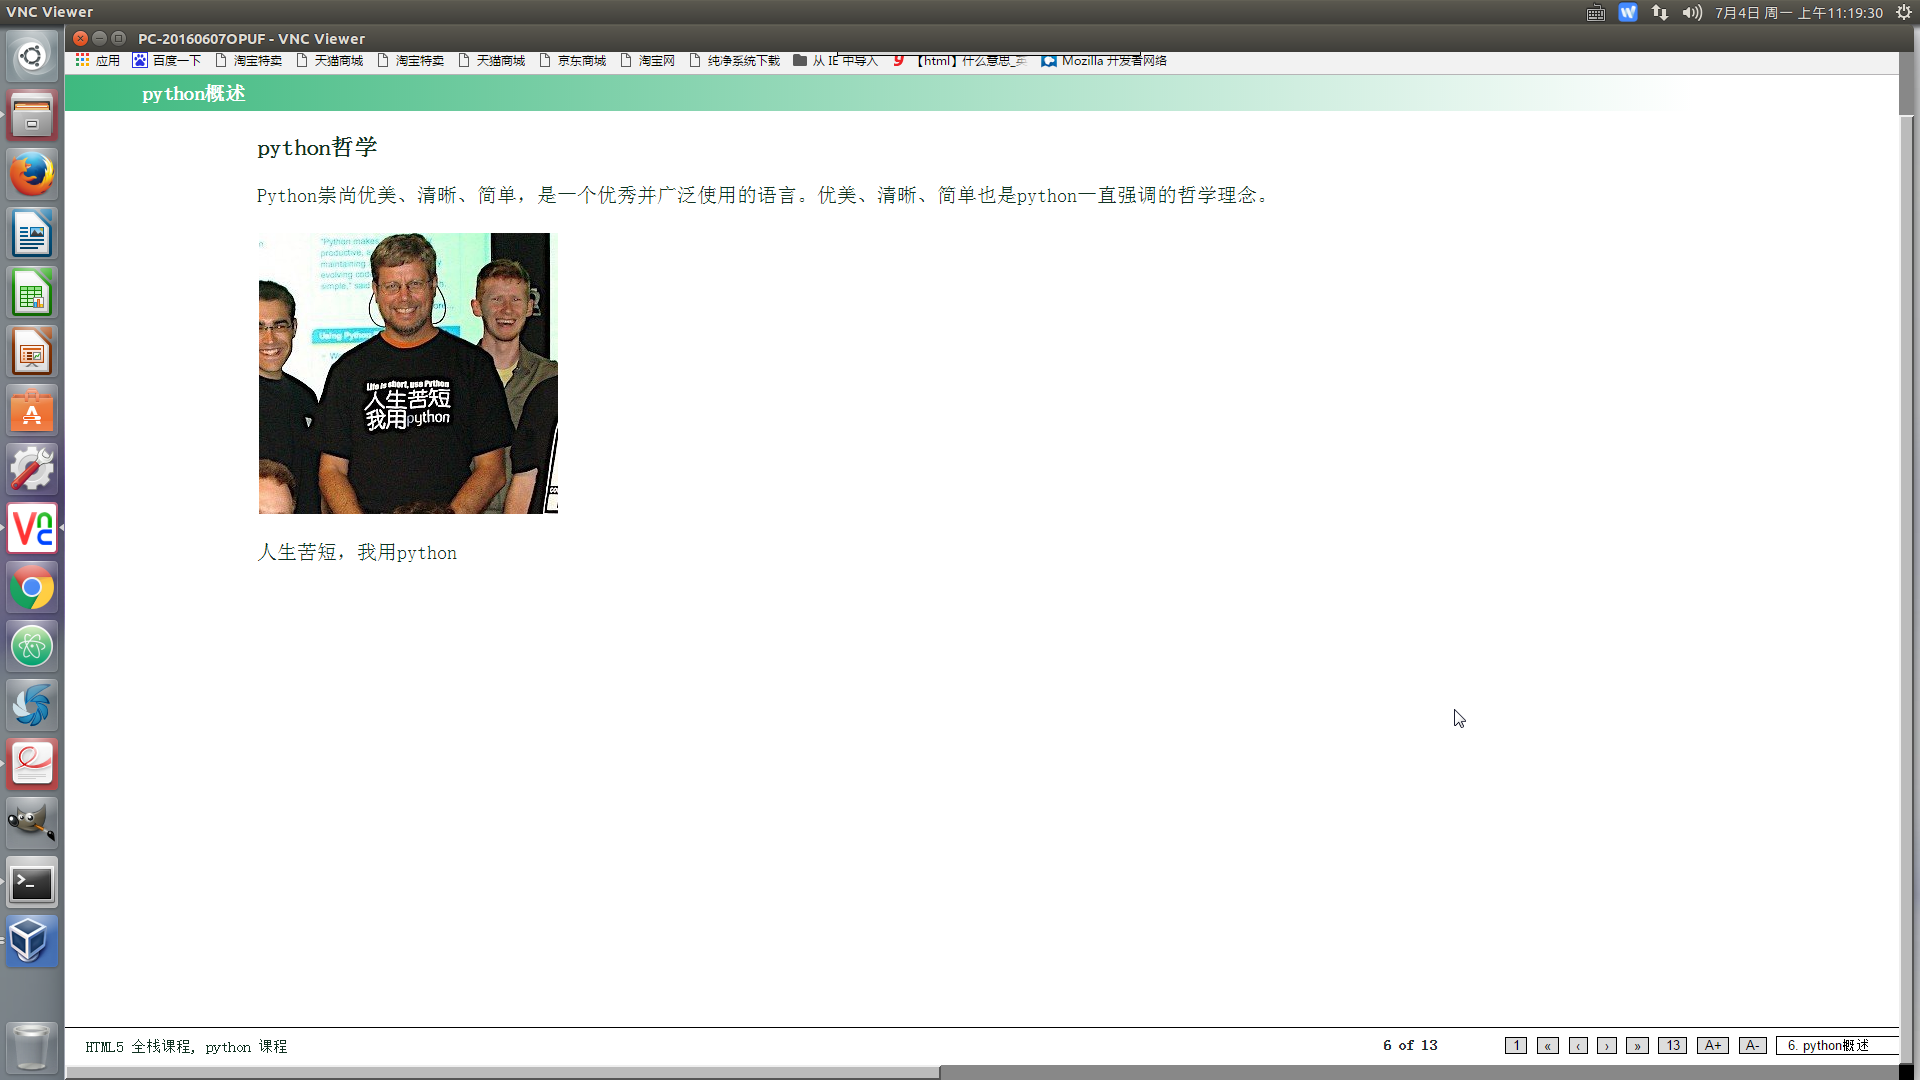 VNC Viewer
7月4日 周一 上午11:19:30
PC-20160607OPUF - VNC Viewer
应用 百度一下 淘宝特卖 天猫商城 淘宝特卖 天猫商城 京东商城 淘宝网 纯净系统下载 从 IE 中导入 【html】什么意思_英 Mozilla 开发者网络
python概述
python哲学
Python崇尚优美、清晰、简单，是一个优秀并广泛使用的语言。优美、清晰、简单也是python一直强调的哲学理念。
"Python makes
productive,
maintaining
evolving cod
simple," said
Using Python
Life is short, use Python
人生苦短
我用python
人生苦短，我用python
HTML5 全栈课程, python 课程
6 of 13
1 « ‹ › » 13 A+ A- 6. python概述